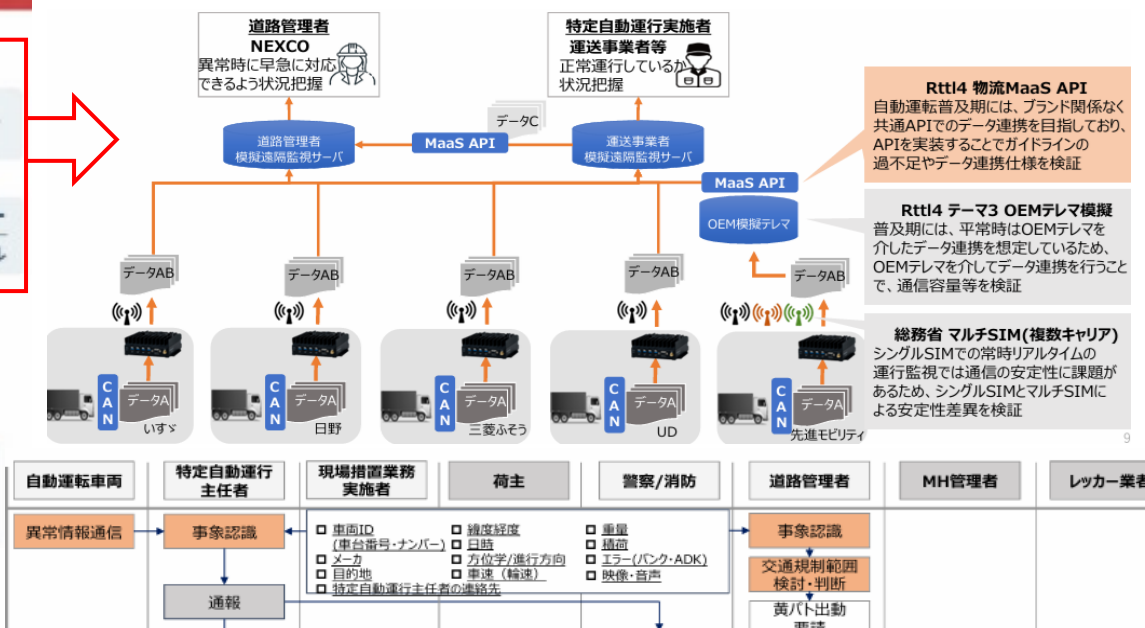 道路管理者
NEXCO
異常時に早急に対応
できるよう状況把握
特定自動運行実施者
運送事業者等
正常運行しているか
状況把握
データC
道路管理者
模擬遠隔監視サーバ
MaaS API
運送事業者
模擬遠隔監視サーバ
MaaS API
OEM模擬テレマ
Rttl4 物流MaaS API
自動運転普及期には、ブランド関係なく
共通APIでのデータ連携を目指しており、
APIを実装することでガイドラインの
過不足やデータ連携仕様を検証
Rttl4 テーマ3 OEMテレマ模擬
普及期には、平常時はOEMテレマを
介したデータ連携を想定しているため、
OEMテレマを介してデータ連携を行うこと
で、通信容量等を検証
総務省 マルチSIM(複数キャリア)
シングルSIMでの常時リアルタイムの
運行監視では通信の安定性に課題が
あるため、シングルSIMとマルチSIMに
よる安定性差異を検証
データAB
データAB
データAB
データAB
データAB
CAN
データA
いすゞ
CAN
データA
日野
CAN
データA
三菱ふそう
CAN
データA
UD
CAN
データA
先進モビリティ
9
自動運転車両
特定自動運行
主任者
現場措置業務
実施者
荷主
警察/消防
道路管理者
MH管理者
レッカー業者
異常情報通信
事象認識
通報
□ 車両ID
(車台番号・ナンバー)
□ メーカ
□ 目的地
□ 特定自動運行主任者の連絡先
□ 緯度経度
□ 日時
□ 方位学/進行方向
□ 車速（輪速）
□ 重量
□ 積荷
□ エラー(パンク・ADK)
□ 映像・音声
事象認識
交通規制範囲
検討・判断
黄パト出動
要請